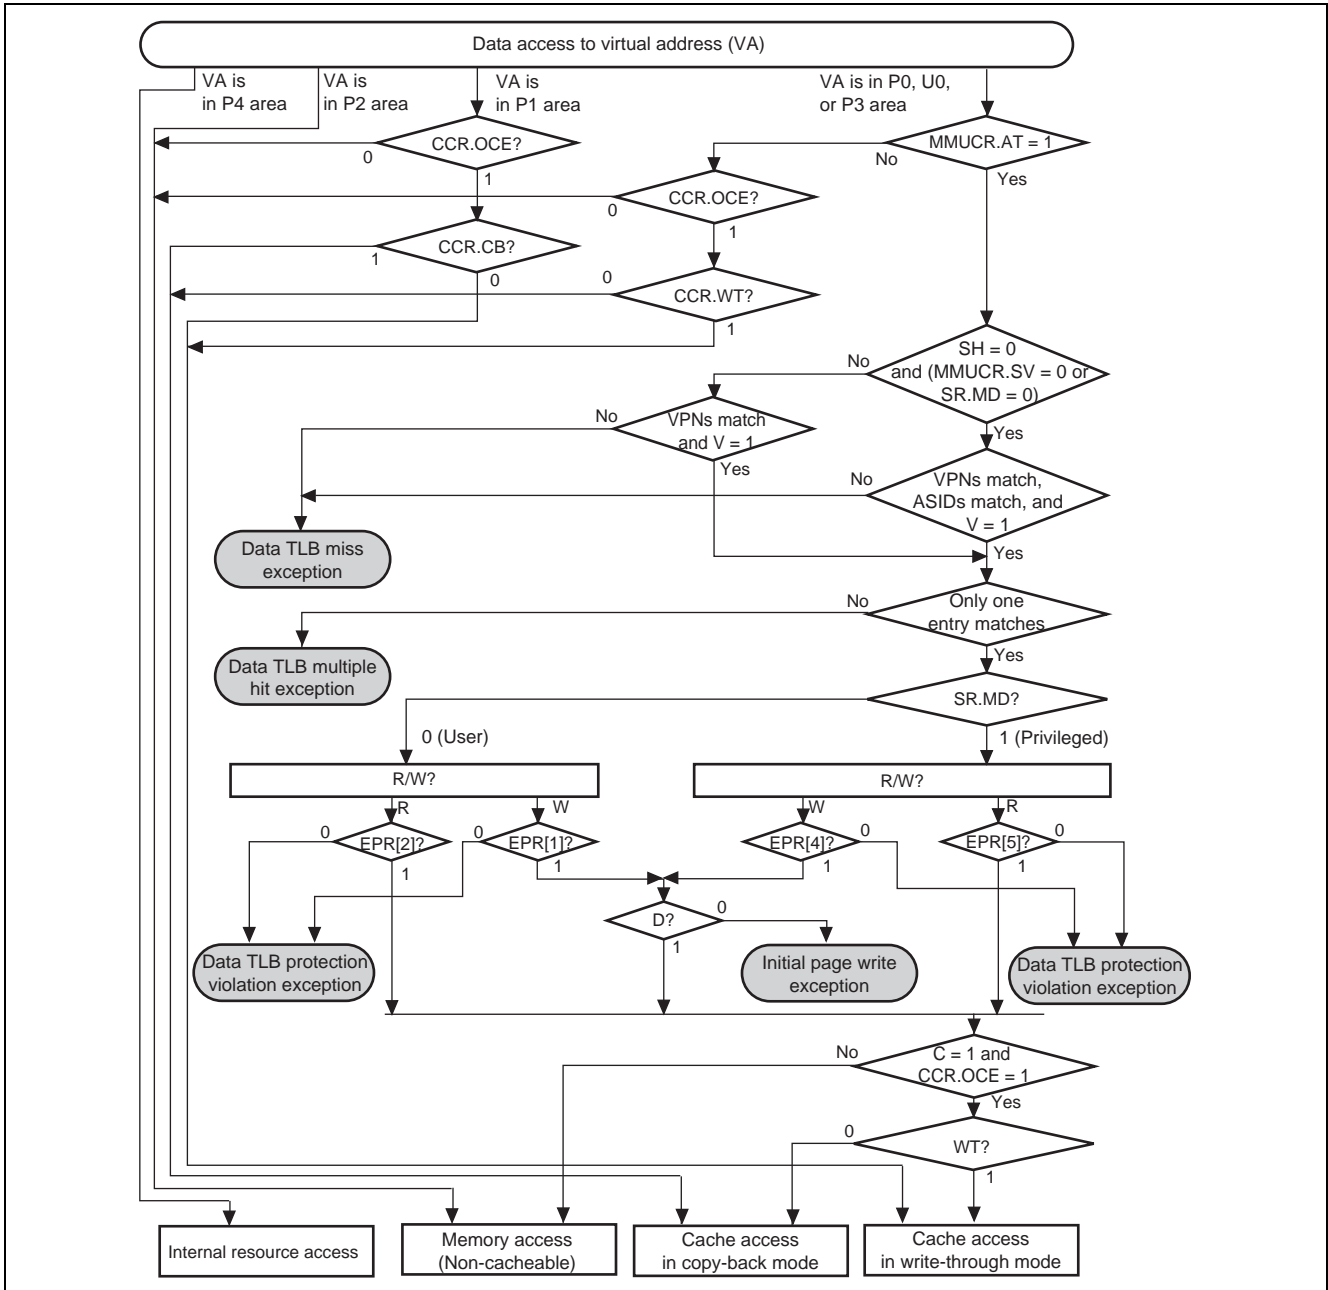 Data access to virtual address (VA)
VA is
in P4 area
VA is
in P2 area
VA is
in P1 area
VA is in P0, U0,
or P3 area
CCR.OCE?
0
1
MMUCR.AT = 1
No
Yes
CCR.OCE?
0
1
CCR.CB?
1
0
CCR.WT?
0
1
SH = 0
and (MMUCR.SV = 0 or
SR.MD = 0)
No
Yes
VPNs match
and V = 1
No
Yes
VPNs match,
ASIDs match, and
V = 1
No
Yes
Data TLB miss
exception
Only one
entry matches
No
Yes
Data TLB multiple
hit exception
SR.MD?
0 (User)
1 (Privileged)
R/W?
R/W?
R
W
W
R
EPR[2]?
0
1
EPR[1]?
0
1
EPR[4]?
0
1
EPR[5]?
0
1
D?
0
1
Data TLB protection
violation exception
Initial page write
exception
Data TLB protection
violation exception
C = 1 and
CCR.OCE = 1
No
Yes
WT?
0
1
Internal resource access
Memory access
(Non-cacheable)
Cache access
in copy-back mode
Cache access
in write-through mode